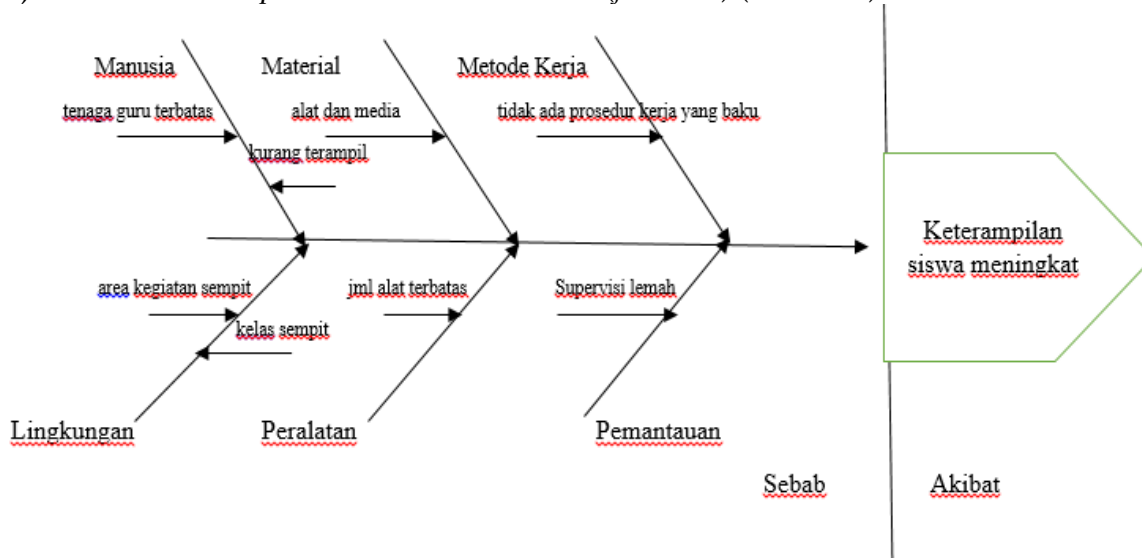 Manusia
Material
Metode Kerja
tenaga guru terbatas
alat dan media
tidak ada prosedur kerja yang baku
kurang terampil
Keterampilan
siswa meningkat
area kegiatan sempit
jml alat terbatas
Supervisi lemah
kelas sempit
Lingkungan
Peralatan
Pemantauan
Sebab
Akibat